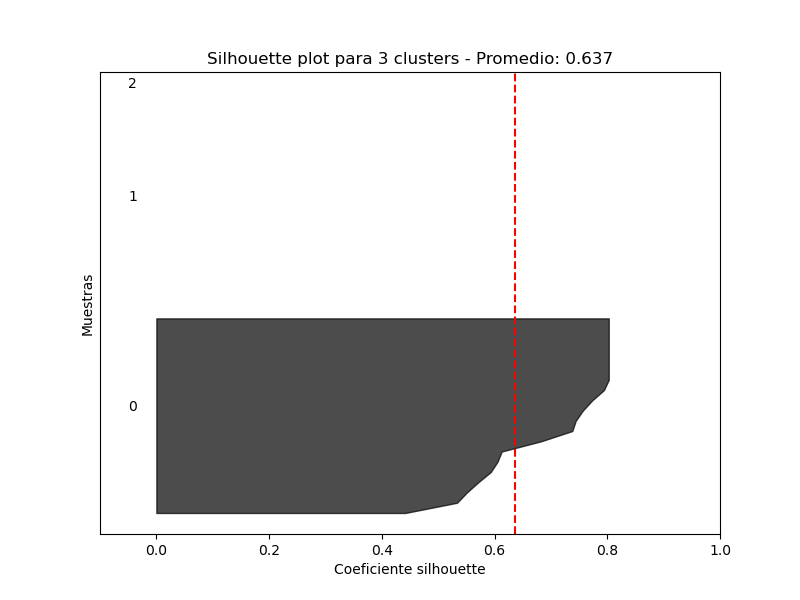 Silhouette plot para 3 clusters - Promedio: 0.637
2
1
0
Muestras
0.0 0.2 0.4 0.6 0.8 1.0
Coeficiente silhouette